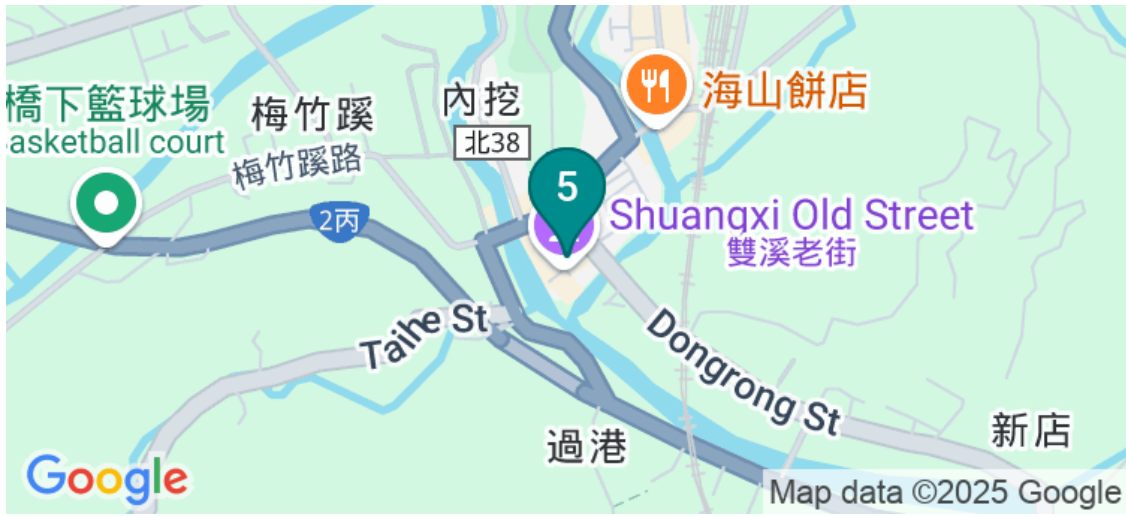 海山餅店
橋下籃球場
asketball court
梅竹蹊
內挖
北38
梅竹蹊路
5
2丙
Shuangxi Old Street
雙溪老街
Taihe St
Dongrong St
過港
新店
Google
Map data ©2025 Google